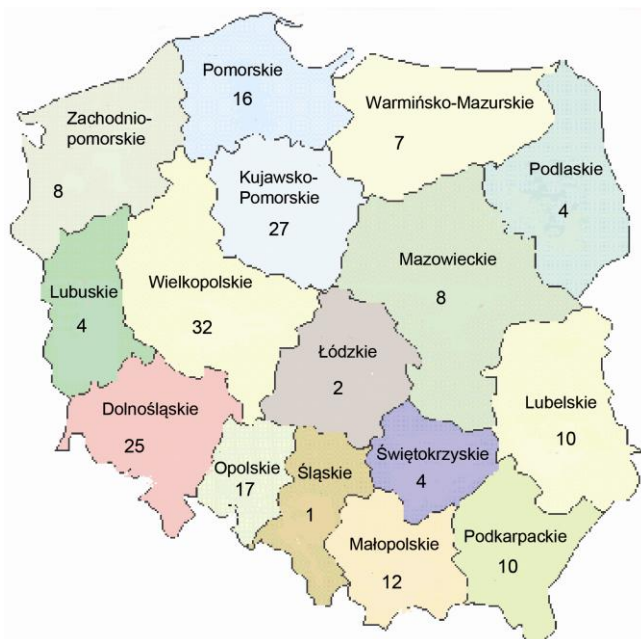 Pomorskie
16
Warmińsko-Mazurskie
7
Zachodnio-
pomorskie
8
Podlaskie
4
Kujawsko-
Pomorskie
27
Mazowieckie
8
Wielkopolskie
32
Lubuskie
4
Łódzkie
2
Lubelskie
10
Dolnośląskie
25
Opolskie
17
Śląskie
1
Świętokrzyskie
4
Małopolskie
12
Podkarpackie
10